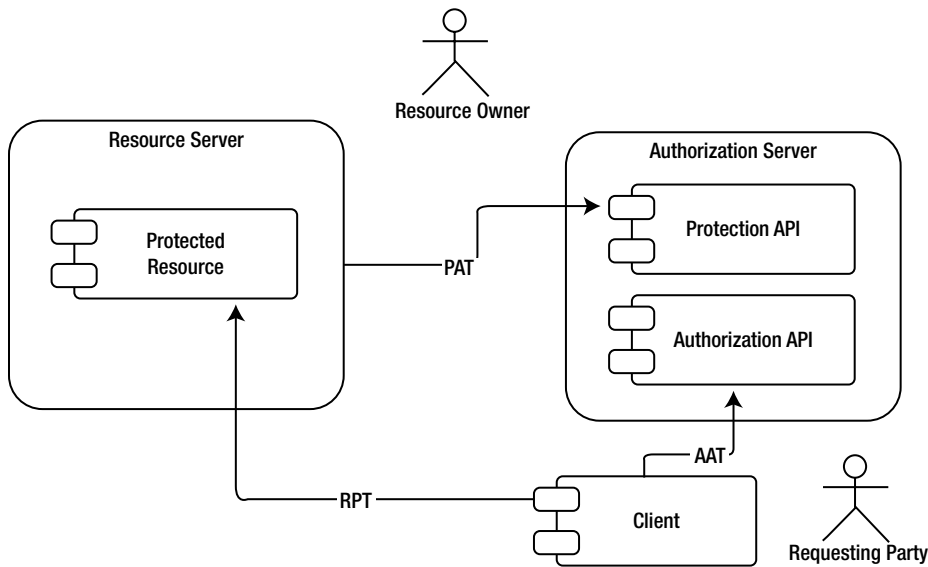 Resource Owner
Resource Server
Authorization Server
Protected
Resource
Protection API
PAT
Authorization API
AAT
RPT
Client
Requesting Party